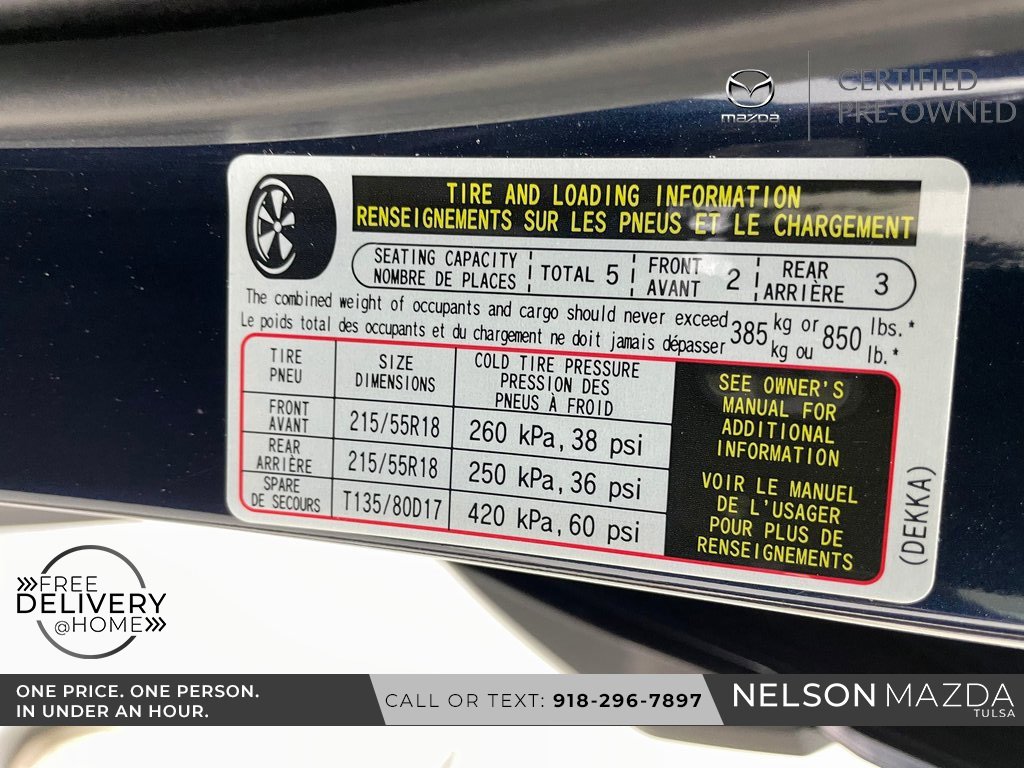 CERTIFIED
PRE-OWNED
mazda
TIRE AND LOADING INFORMATION
RENSEIGNEMENTS SUR LES PNEUS ET LE CHARGEMENT
SEATING CAPACITY
NOMBRE DE PLACES
TOTAL 5
FRONT
AVANT
2
REAR
ARRIÈRE
3
The combined weight of occupants and cargo should never exceed 385 kg or 850 lbs.*
Le poids total des occupants et du chargement ne doit jamais dépasser 385 kg ou 850 lb.*
TIRE
PNEU
SIZE
DIMENSIONS
COLD TIRE PRESSURE
PRESSION DES
PNEUS À FROID
FRONT
AVANT
215/55R18
260 kPa, 38 psi
REAR
ARRIÈRE
215/55R18
250 kPa, 36 psi
SPARE
DE SECOURS
T135/80D17
420 kPa, 60 psi
SEE OWNER'S
MANUAL FOR
ADDITIONAL
INFORMATION
VOIR LE MANUEL
DE L'USAGER
POUR PLUS DE
RENSEIGNEMENTS
(DEKKA)
FREE
DELIVERY
@HOME
ONE PRICE. ONE PERSON.
IN UNDER AN HOUR.
CALL OR TEXT: 918-296-7897
NELSON MAZDA
TULSA